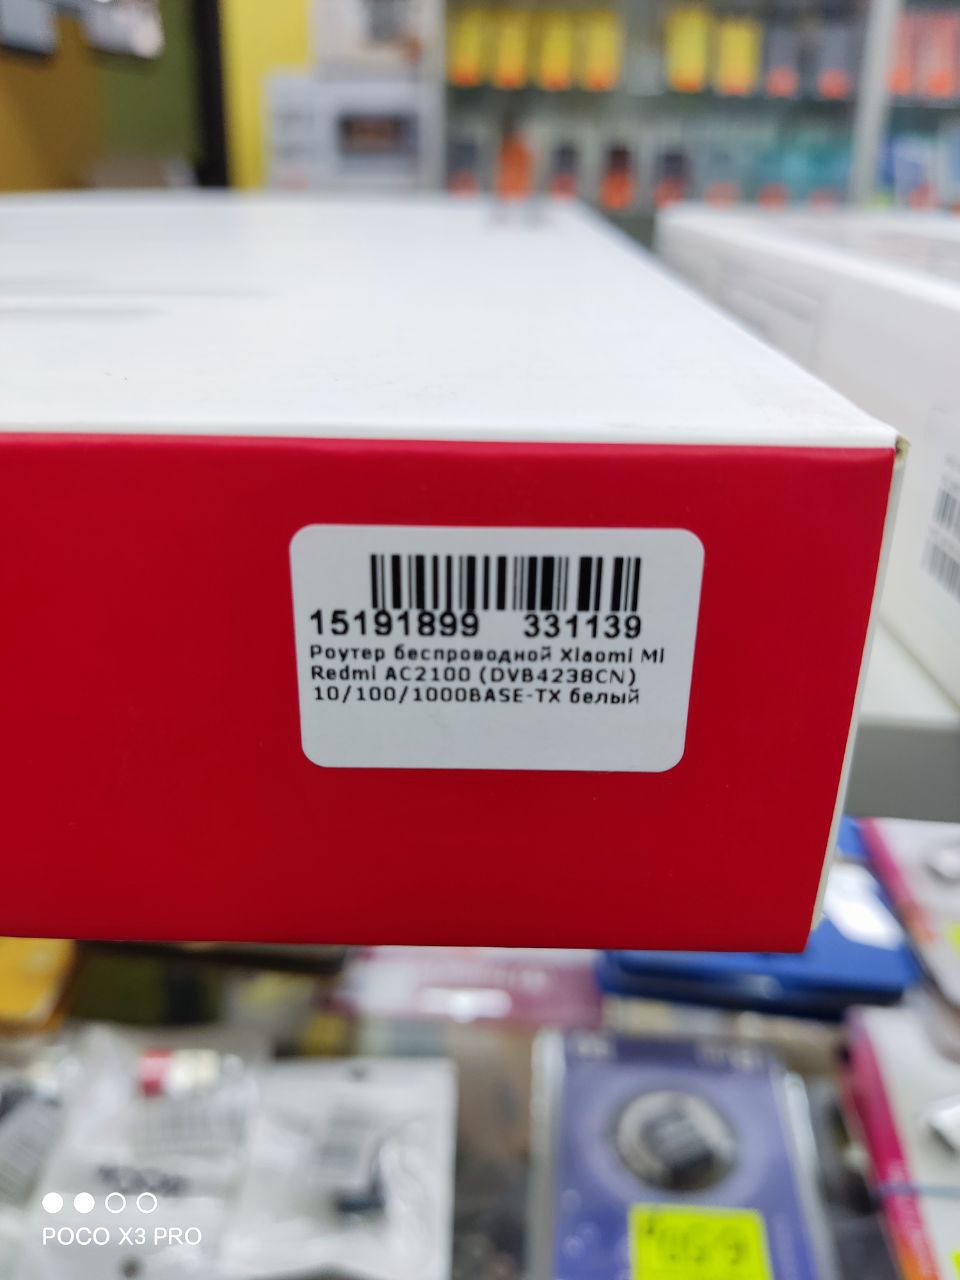 15191899 331139
Роутер беспроводной Xiaomi Mi
Redmi AC2100 (DVB4238CN)
10/100/1000BASE-TX белый
POCO X3 PRO